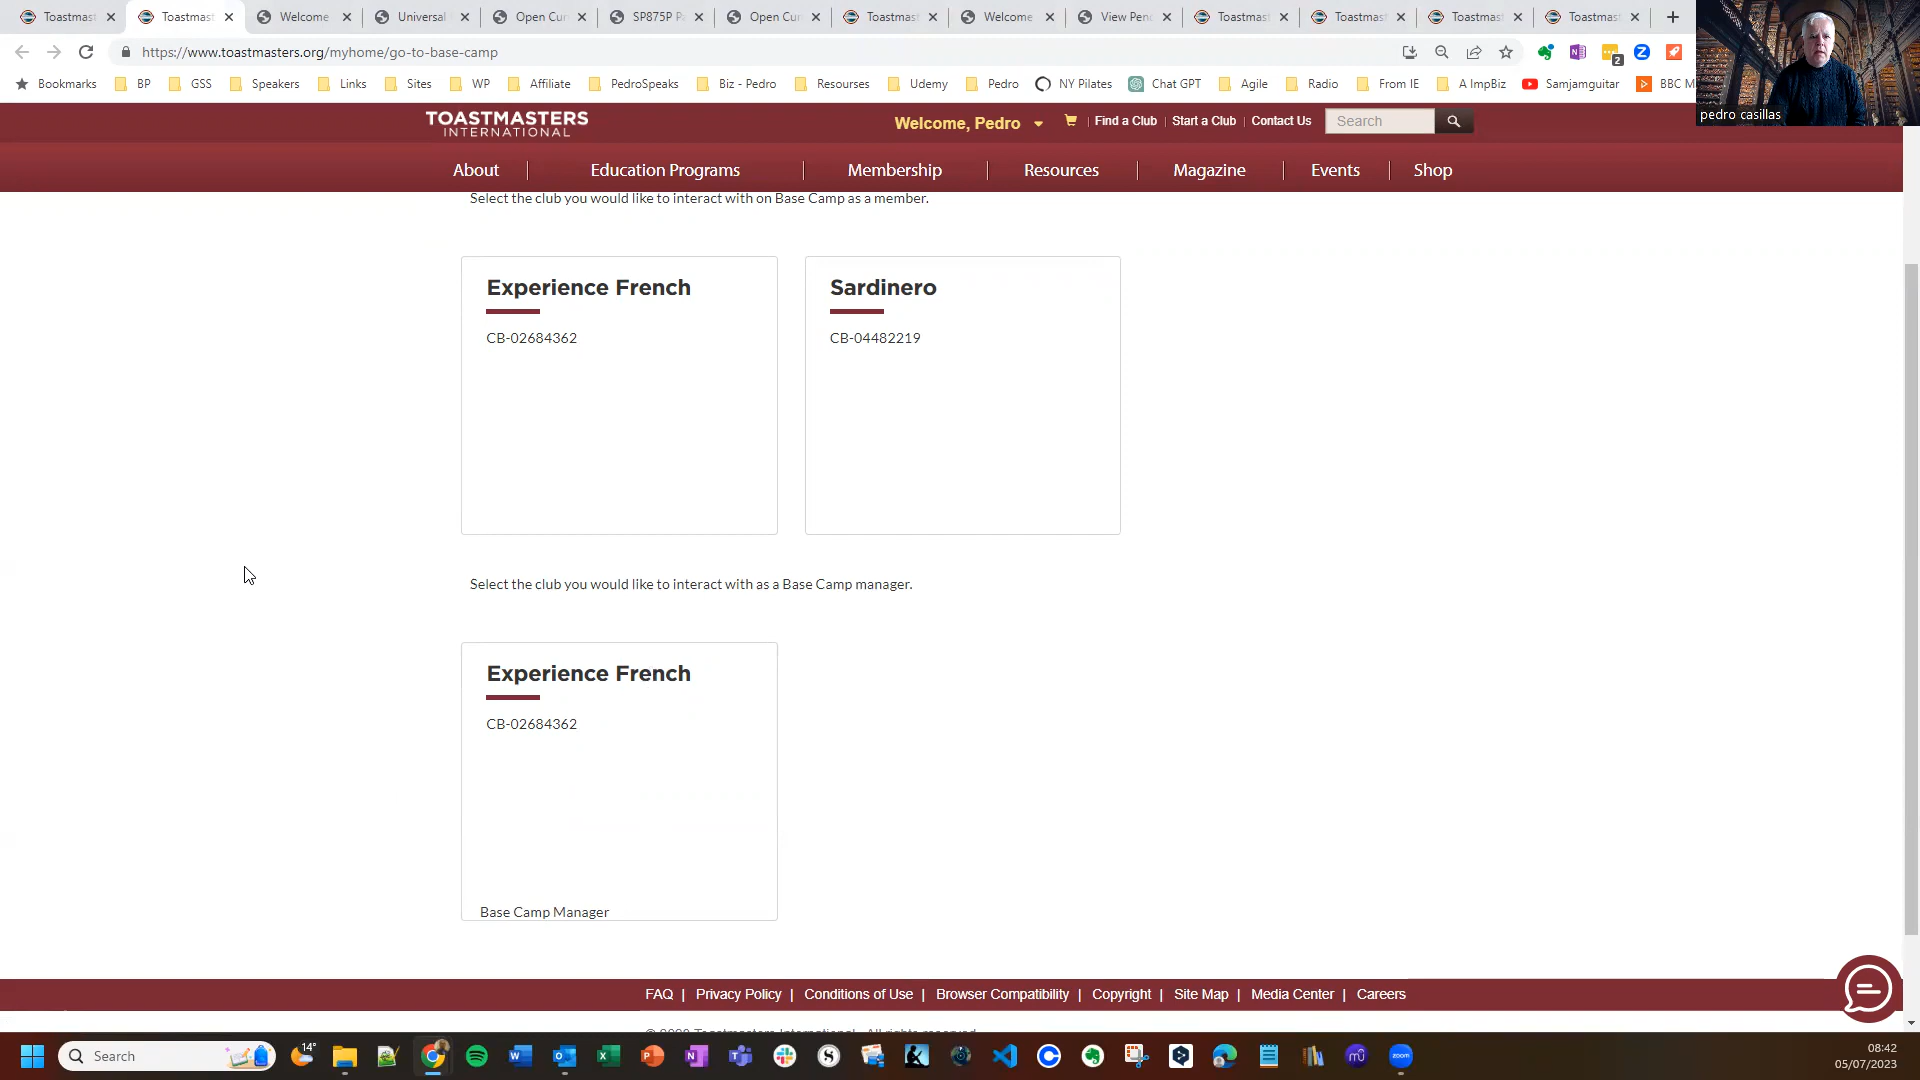 Toastmast
Toastmast
Welcome
Universal
Open Cur
SP875P P
Open Cur
Toastmast
Welcome
View Pen
Toastmast
Toastmast
Toastmast
Toastmast
https://www.toastmasters.org/myhome/go-to-base-camp
2
Bookmarks BP GSS Speakers Links Sites WP Affiliate PedroSpeaks Biz - Pedro Resourses Udemy Pedro NY Pilates Chat GPT Agile Radio From IE A ImpBiz Samjamguitar BBC M
pedro casillas
TOASTMASTERS
INTERNATIONAL
Welcome, Pedro
Find a Club | Start a Club | Contact Us
Search
About
Education Programs
Membership
Resources
Magazine
Events
Shop
Select the club you would like to interact with on Base Camp as a member.
Experience French
CB-02684362
Sardinero
CB-04482219
Select the club you would like to interact with as a Base Camp manager.
Experience French
CB-02684362
Base Camp Manager
FAQ | Privacy Policy | Conditions of Use | Browser Compatibility | Copyright | Site Map | Media Center | Careers
Search
14°
zoom
08:42
05/07/2023